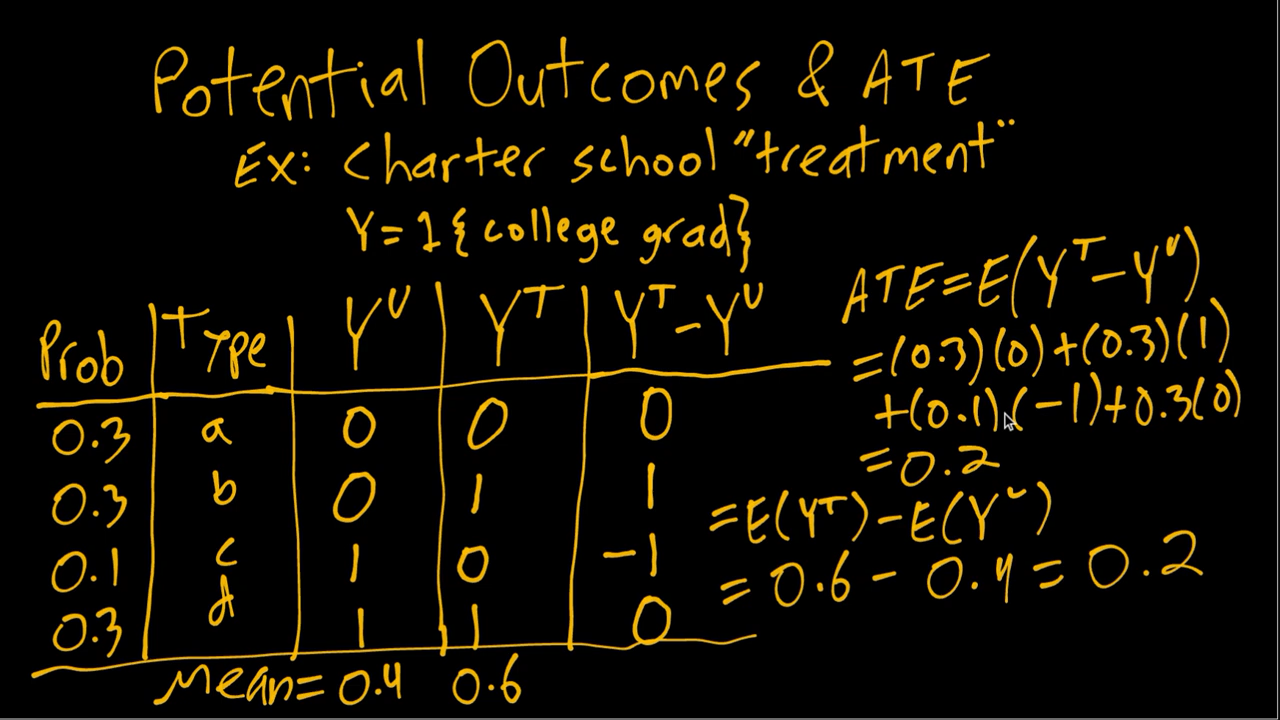 Potential Outcomes & ATE
Ex: Charter school "treatment"
Y=1{college grad}
Prob Type Y^U Y^T Y^T-Y^U
0.3 a 0 0 0
0.3 b 0 1 1
0.1 c 1 0 -1
0.3 d 1 1 0
Mean= 0.4 0.6
ATE=E(Y^T-Y^U)
=(0.3)(0)+(0.3)(1)
+(0.1)(-1)+0.3(0)
=0.2
=E(Y^T)-E(Y^U)
=0.6-0.4=0.2